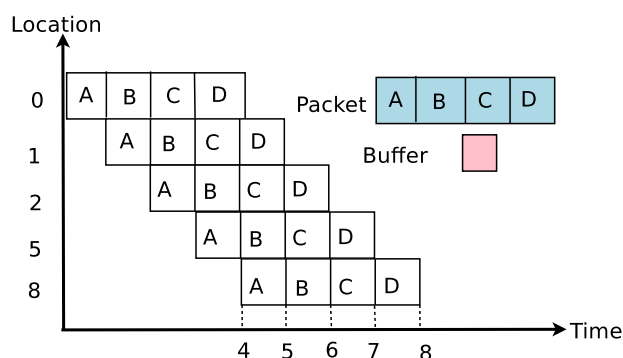 Location
0 A B C D
Packet A B C D
1 A B C D
Buffer
2 A B C D
5 A B C D
8 A B C D
Time
4 5 6 7 8